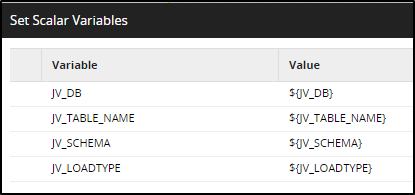 Set Scalar Variables
Variable Value
JV_DB ${JV_DB}
JV_TABLE_NAME ${JV_TABLE_NAME}
JV_SCHEMA ${JV_SCHEMA}
JV_LOADTYPE ${JV_LOADTYPE}